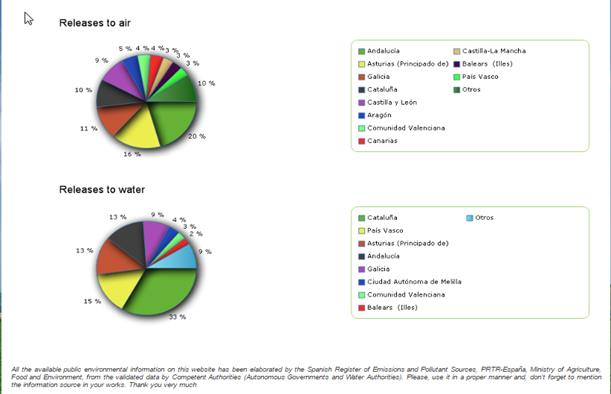 Releases to air
5 %
4 %
4 %
3 %
3 %
3 %
9 %
10 %
10 %
11 %
16 %
20 %
Andalucía
Asturias (Principado de)
Galicia
Cataluña
Castilla y León
Aragón
Comunidad Valenciana
Canarias
Castilla-La Mancha
Balears (Illes)
País Vasco
Otros
Releases to water
9 %
4 %
3 %
2 %
13 %
9 %
13 %
15 %
33 %
Cataluña
País Vasco
Asturias (Principado de)
Andalucía
Galicia
Ciudad Autónoma de Melilla
Comunidad Valenciana
Balears (Illes)
Otros
All the available public environmental information on this website has been elaborated by the Spanish Register of Emissions and Pollutant Sources, PRTR-España, Ministry of Agriculture,
Food and Environment, from the validated data by Competent Authorities (Autonomous Governments and Water Authorities). Please, use it in a proper manner and, don't forget to mention
the information source in your works. Thank you very much